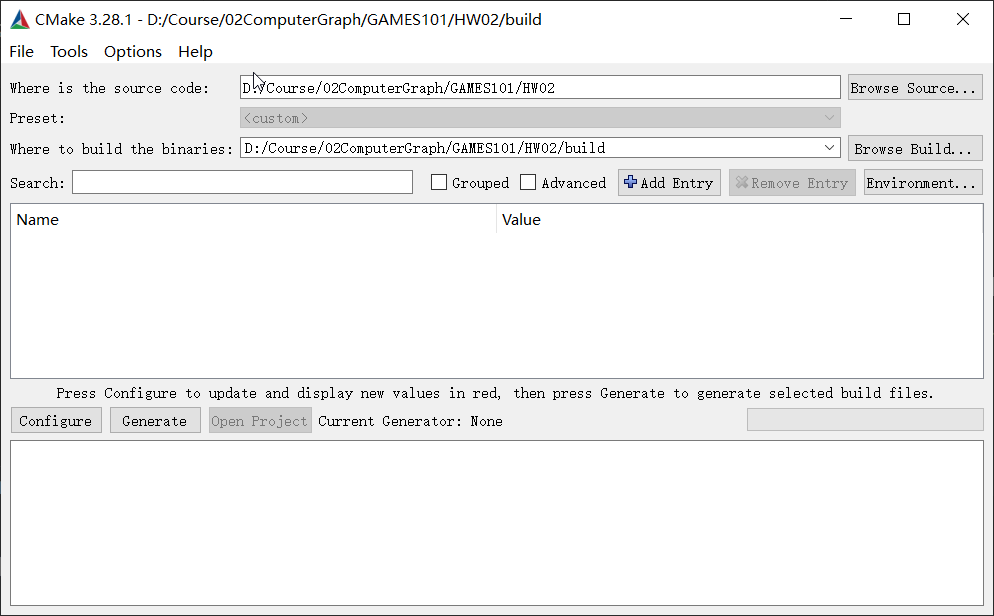 CMake 3.28.1 - D:/Course/02ComputerGraph/GAMES101/HW02/build
File Tools Options Help
Where is the source code: D:/Course/02ComputerGraph/GAMES101/HW02 Browse Source...
Preset: <custom>
Where to build the binaries: D:/Course/02ComputerGraph/GAMES101/HW02/build Browse Build...
Search: Grouped Advanced Add Entry Remove Entry Environment...
Name Value
Press Configure to update and display new values in red, then press Generate to generate selected build files.
Configure Generate Open Project Current Generator: None